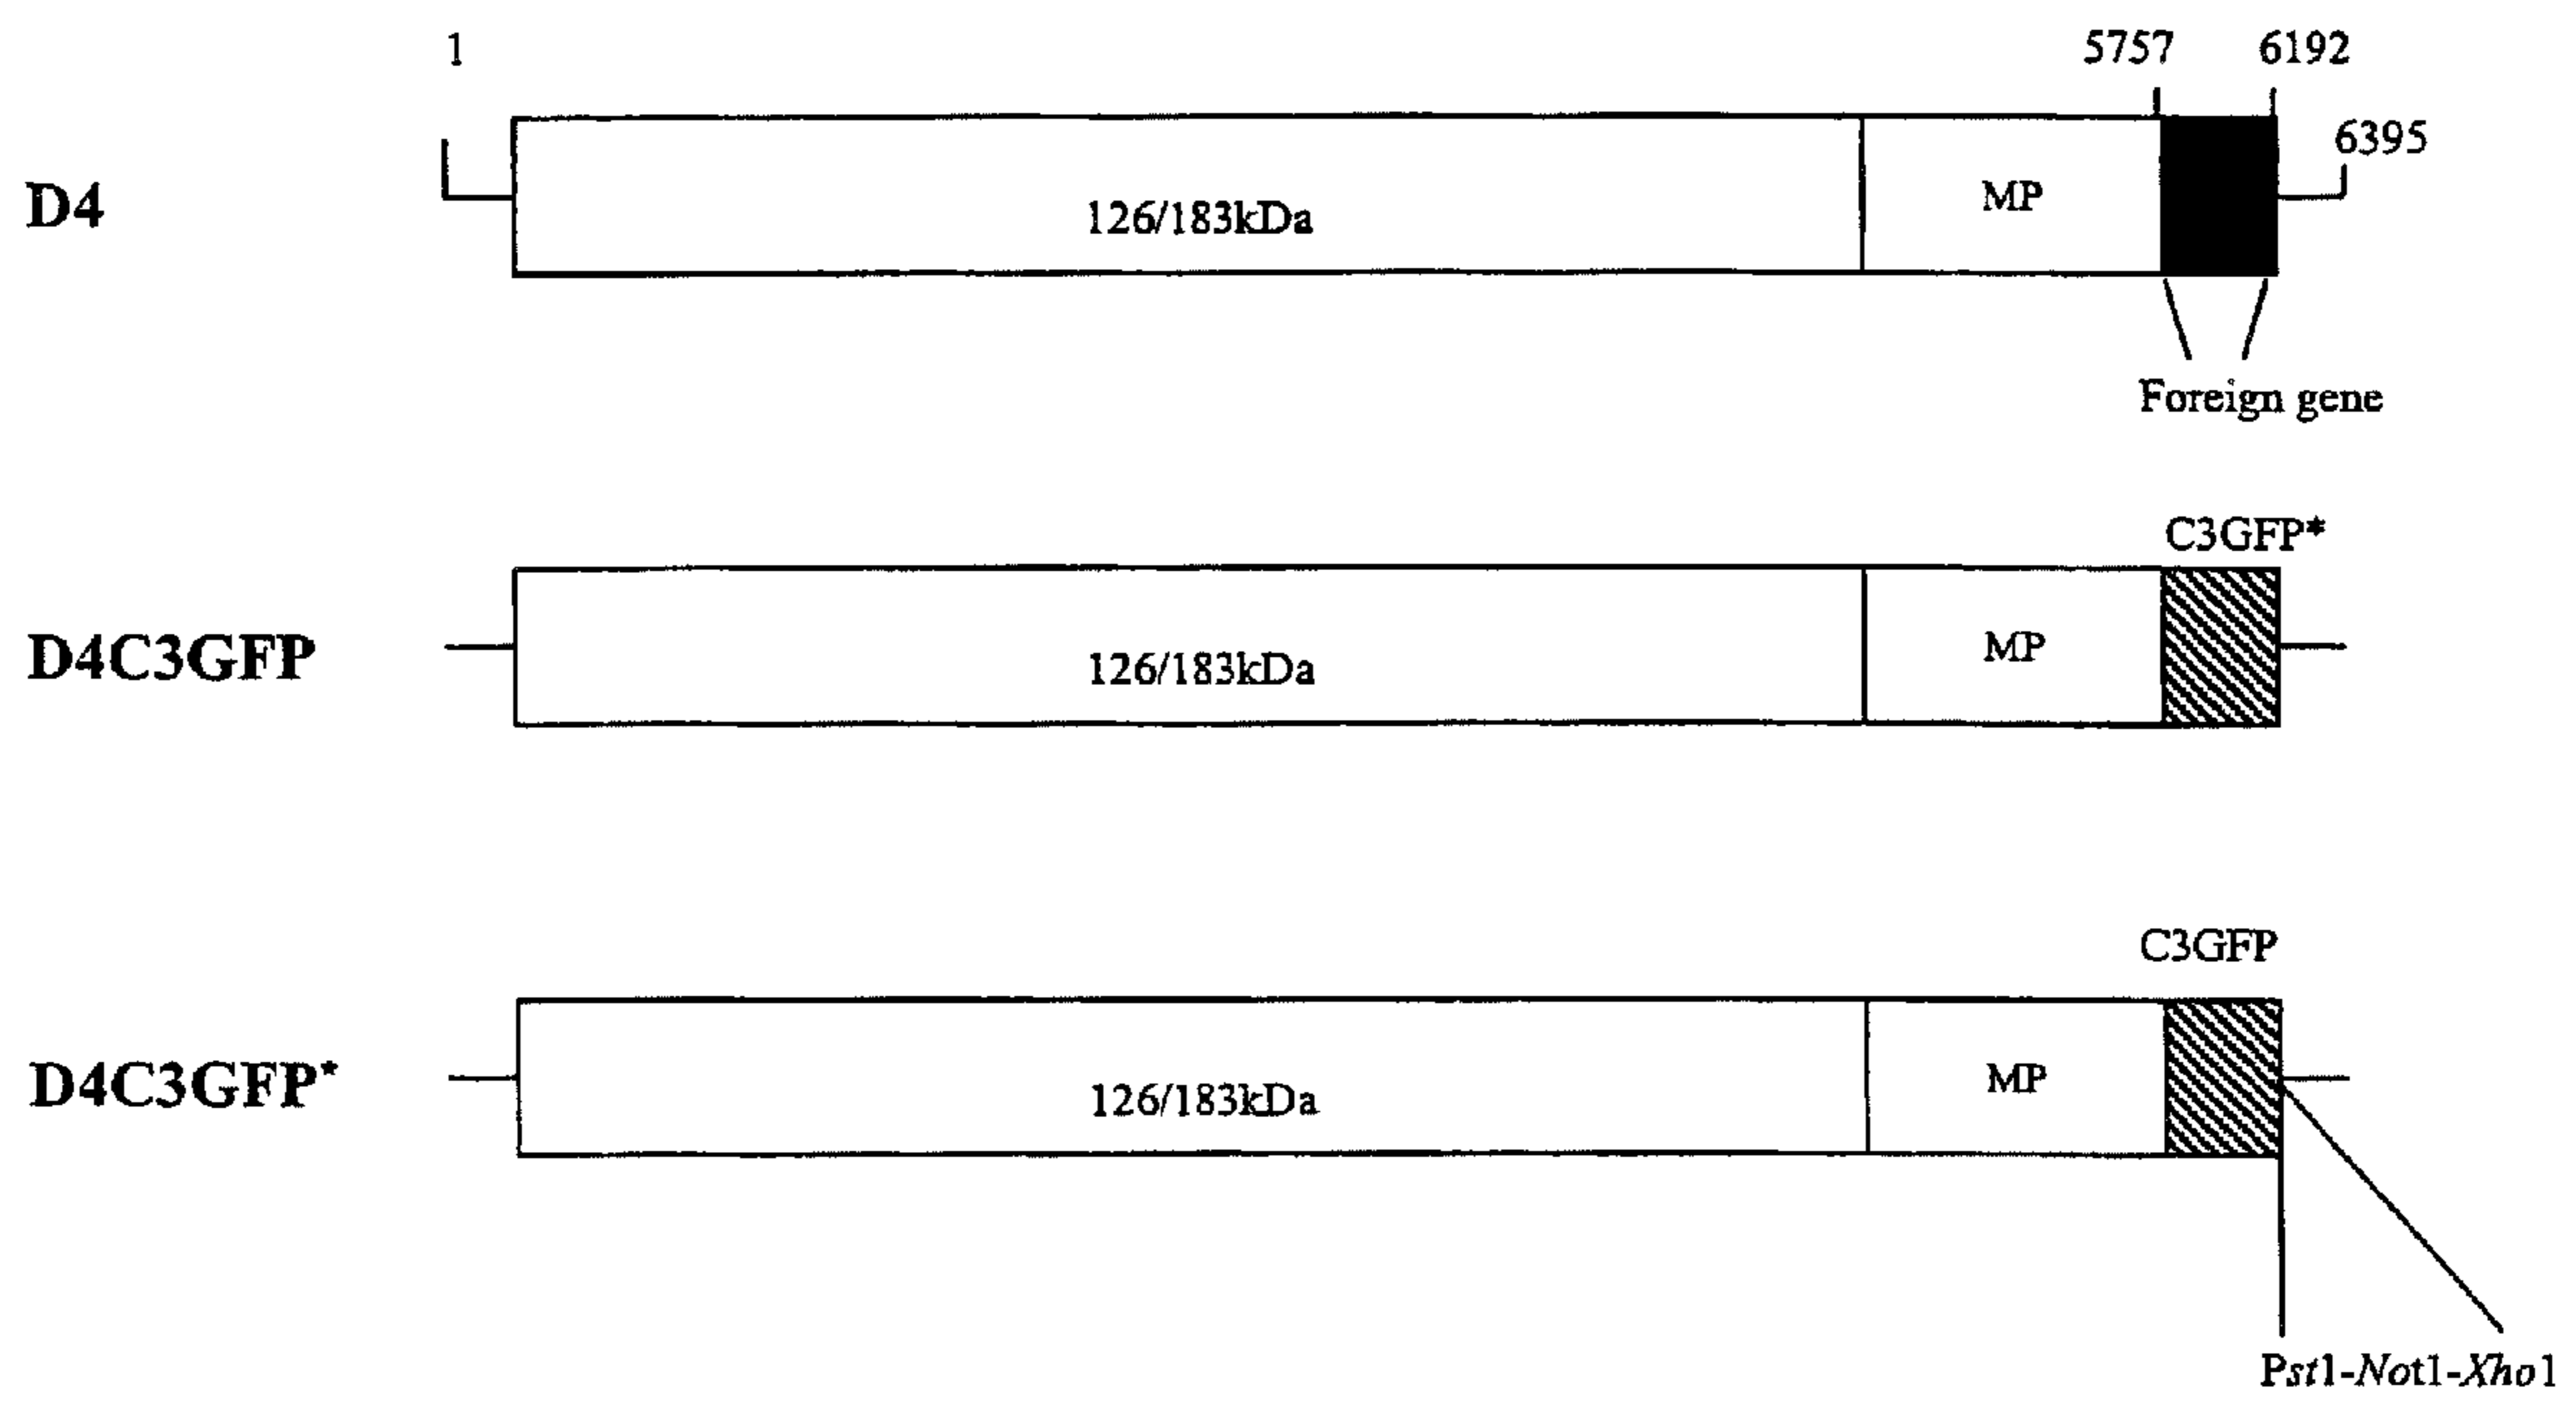 1 5757 6192
6395
D4 126/183kDa MP
Foreign gene
C3GFP*
D4C3GFP 126/183kDa MP
C3GFP
D4C3GFP* 126/183kDa MP
Pst1-Not1-Xho1